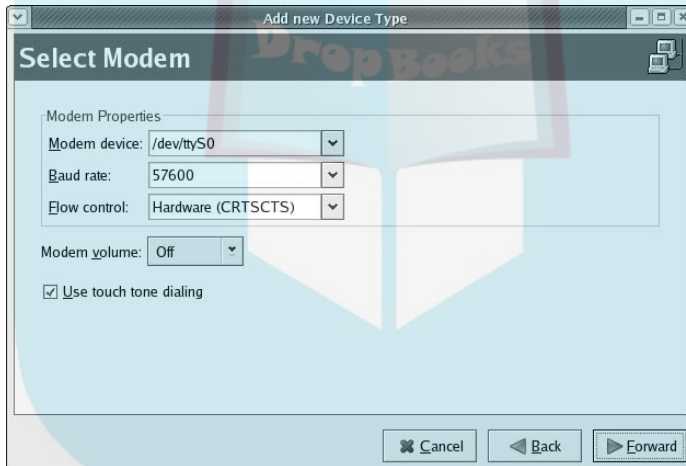 Add new Device Type
Select Modem
DropBooks
Modem Properties
Modem device: /dev/ttyS0
Baud rate: 57600
Flow control: Hardware (CRTSCTS)
Modem volume: Off
Use touch tone dialing
Cancel Back Forward